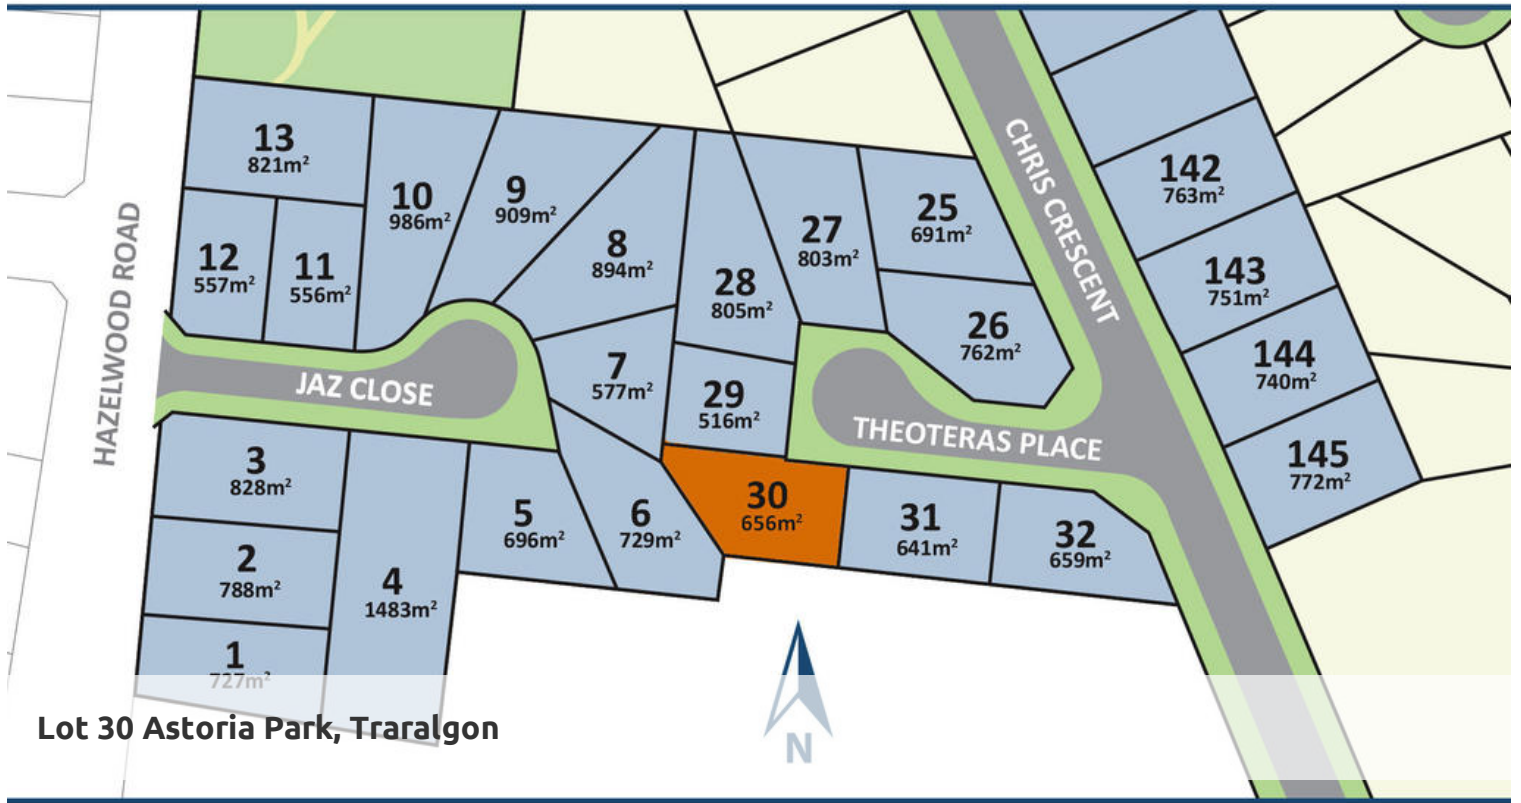 13
821m²
10
986m²
9
909m²
8
894m²
12
557m²
11
556m²
28
805m²
27
803m²
25
691m²
26
762m²
142
763m²
143
751m²
144
740m²
145
772m²
CHRIS CRESCENT
HAZELWOOD ROAD
JAZ CLOSE
7
577m²
29
516m²
THEOTERAS PLACE
3
828m²
2
788m²
1
727m²
4
1483m²
5
696m²
6
729m²
30
656m²
31
641m²
32
659m²
N
Lot 30 Astoria Park, Traralgon